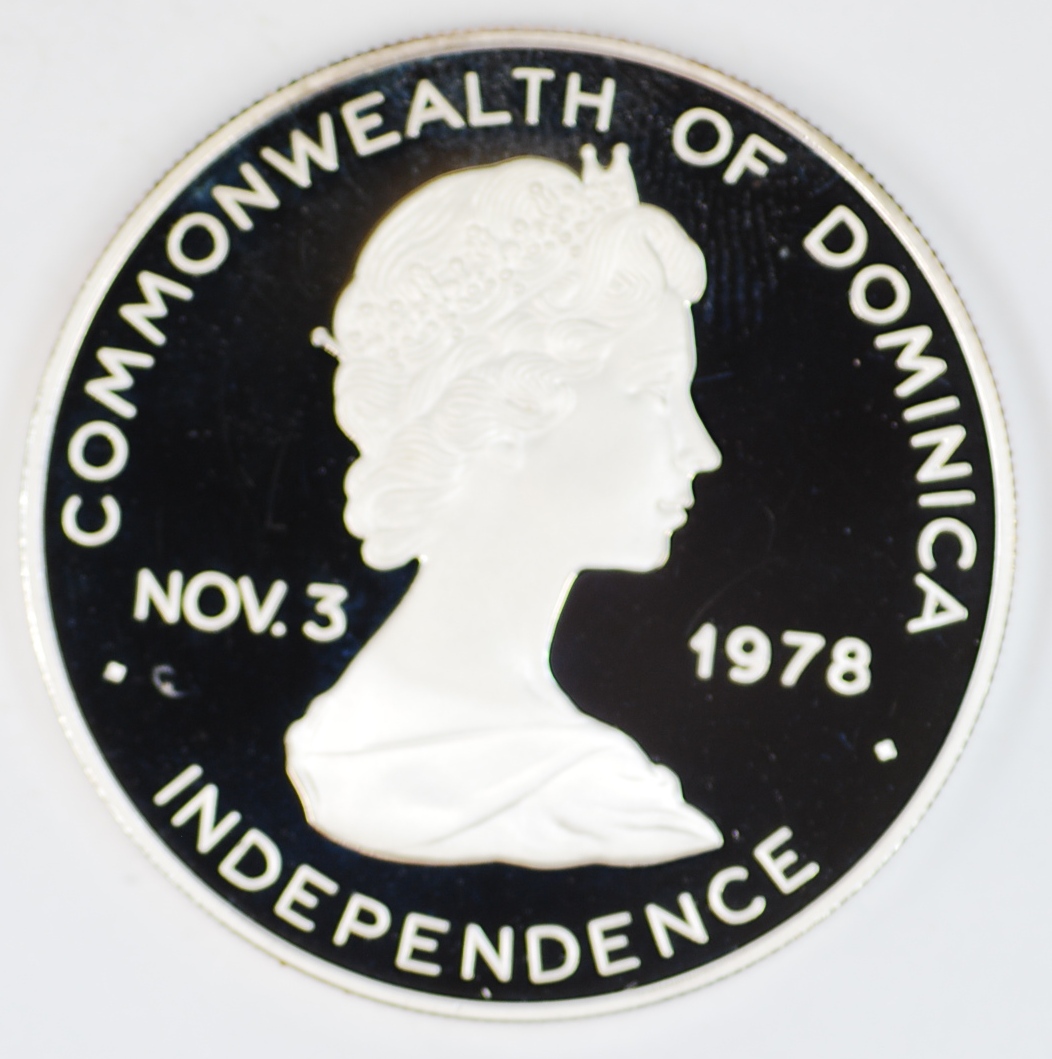 COMMONWEALTH OF DOMINICA
NOV. 3 1978
INDEPENDENCE